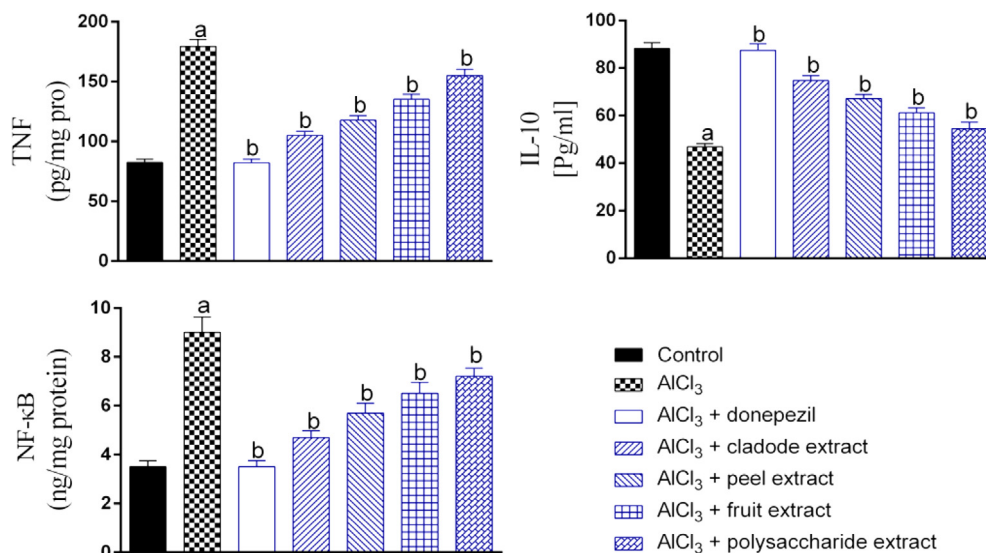 TNF
(pg/mg pro)
200
150
100
50
0
a
b
b
b
b
b
IL-10
[Pg/ml]
100
80
60
40
20
0
a
b
b
b
b
b
NF-κB
(ng/mg protein)
10
8
6
4
2
0
a
b
b
b
b
b
Control
AlCl₃
AlCl₃ + donepezil
AlCl₃ + cladode extract
AlCl₃ + peel extract
AlCl₃ + fruit extract
AlCl₃ + polysaccharide extract